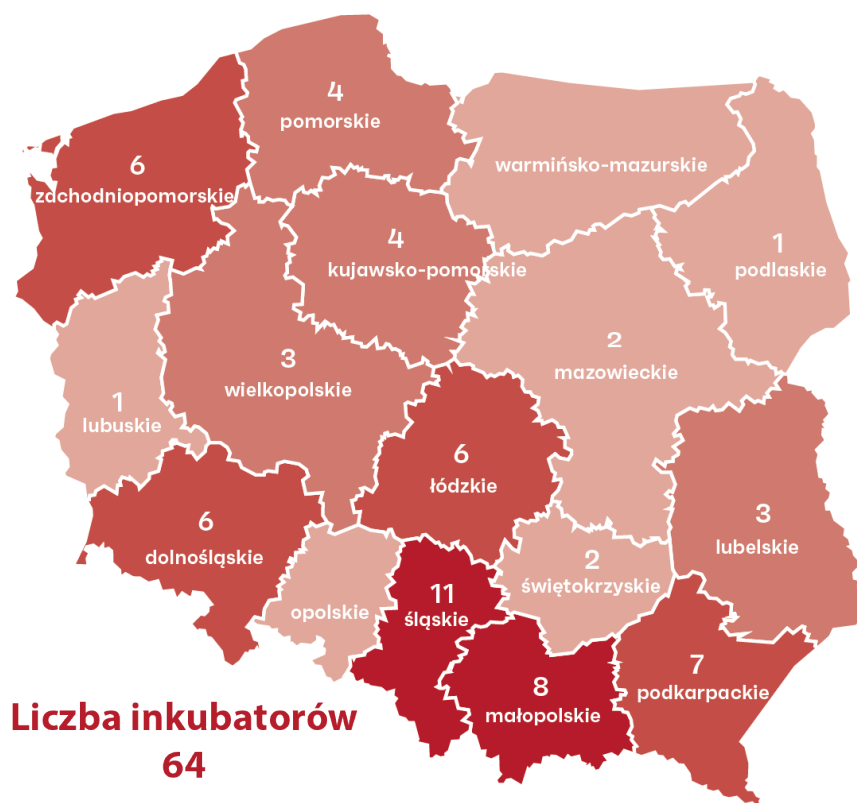 4
pomorskie
6
zachodniopomorskie
warmińsko-mazurskie
1
podlaskie
4
kujawsko-pomorskie
2
mazowieckie
3
wielkopolskie
1
lubuskie
6
łódzkie
6
dolnośląskie
3
lubelskie
2
świętokrzyskie
11
śląskie
opolskie
7
podkarpackie
8
małopolskie
Liczba inkubatorów
64